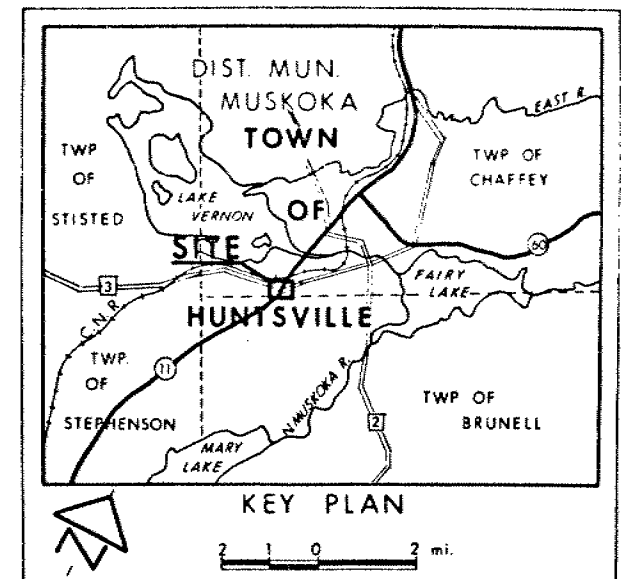 DIST. MUN.
MUSKOKA
TOWN
OF
HUNTSVILLE
EAST R.
TWP
OF
STISTED
TWP OF
CHAFFEY
LAKE
VERNON
SITE
60
3
FAIRY
LAKE
C.N.R.
TWP.
OF
STEPHENSON
11
N. MUSKOKA R.
2
TWP OF
BRUNELL
MARY
LAKE
KEY PLAN
N
2 1 0 2 mi.